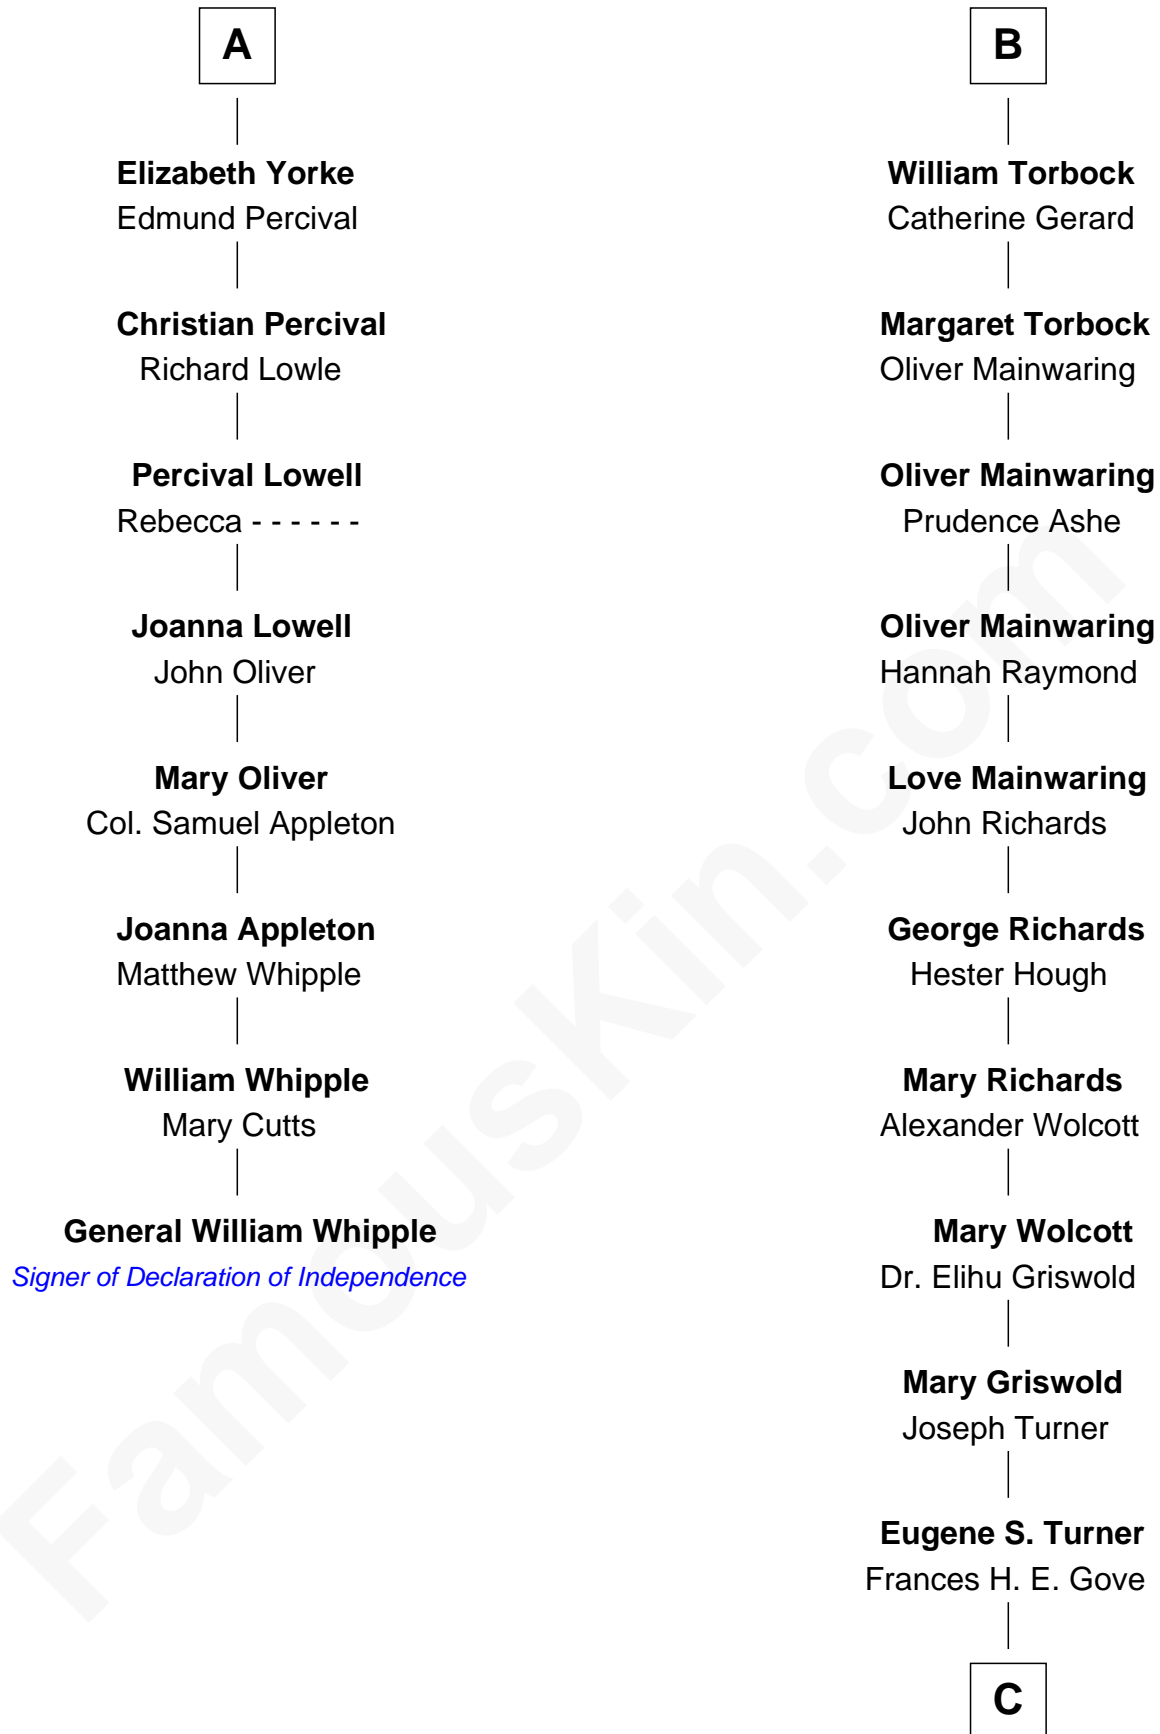 A
Elizabeth Yorke
Edmund Percival
Christian Percival
Richard Lowle
Percival Lowell
Rebecca - - - - - -
Joanna Lowell
John Oliver
Mary Oliver
Col. Samuel Appleton
Joanna Appleton
Matthew Whipple
William Whipple
Mary Cutts
General William Whipple
Signer of Declaration of Independence
B
William Torbock
Catherine Gerard
Margaret Torbock
Oliver Mainwaring
Oliver Mainwaring
Prudence Ashe
Oliver Mainwaring
Hannah Raymond
Love Mainwaring
John Richards
George Richards
Hester Hough
Mary Richards
Alexander Wolcott
Mary Wolcott
Dr. Elihu Griswold
Mary Griswold
Joseph Turner
Eugene S. Turner
Frances H. E. Gove
C
FamousKin.com